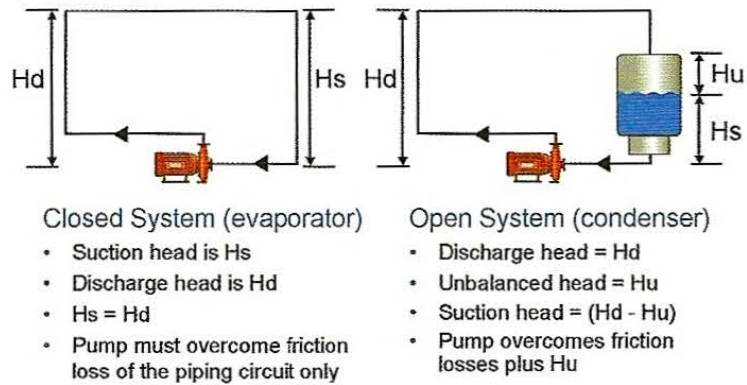 Hd
Hs
Hd
Hu
Hs
Closed System (evaporator)
• Suction head is Hs
• Discharge head is Hd
• Hs = Hd
• Pump must overcome friction
loss of the piping circuit only
Open System (condenser)
• Discharge head = Hd
• Unbalanced head = Hu
• Suction head = (Hd - Hu)
• Pump overcomes friction
losses plus Hu